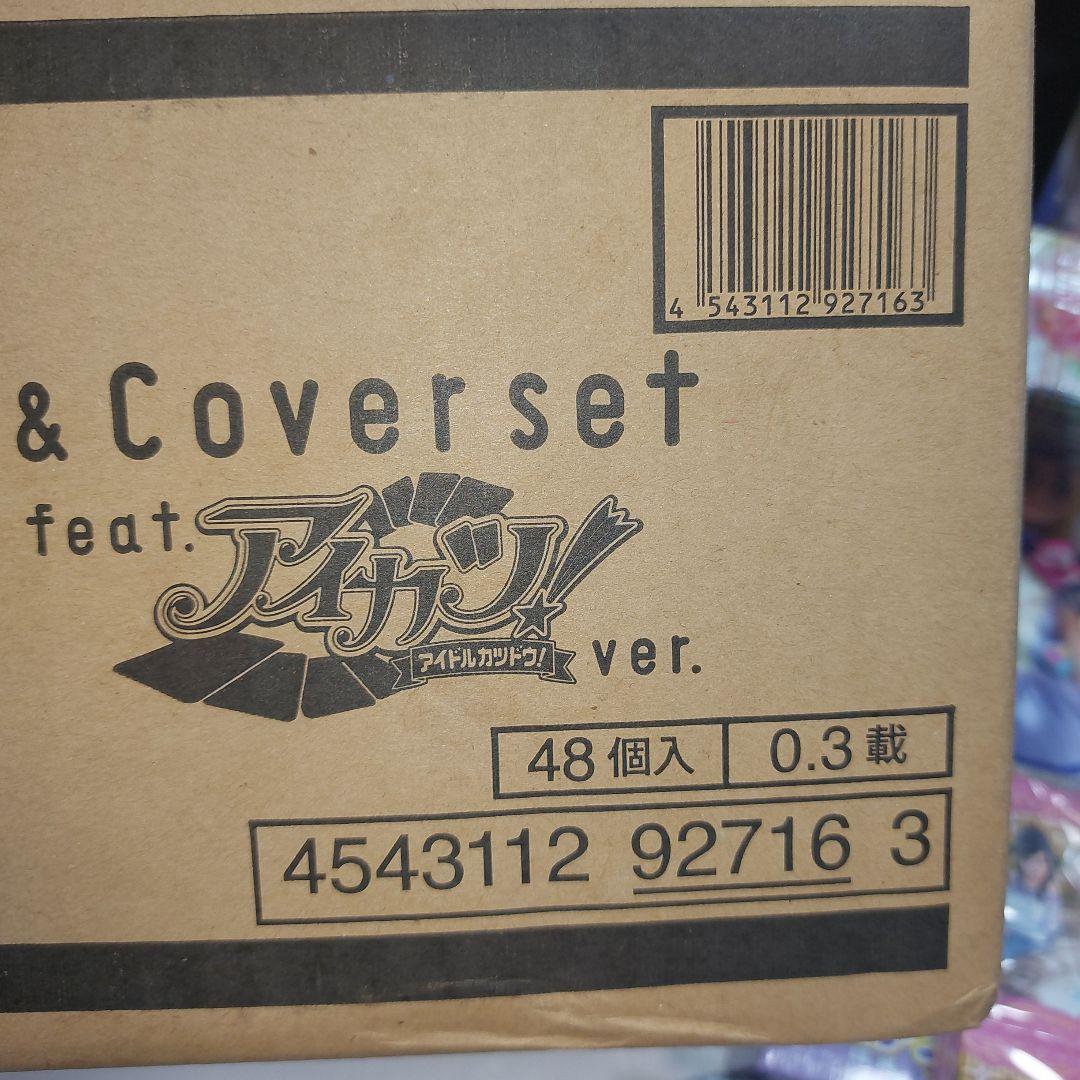 4 543112 927163
& Cover set
feat. アイカツ! ver.
アイドルカツドウ!
48個入 0.3載
4543112 92716 3